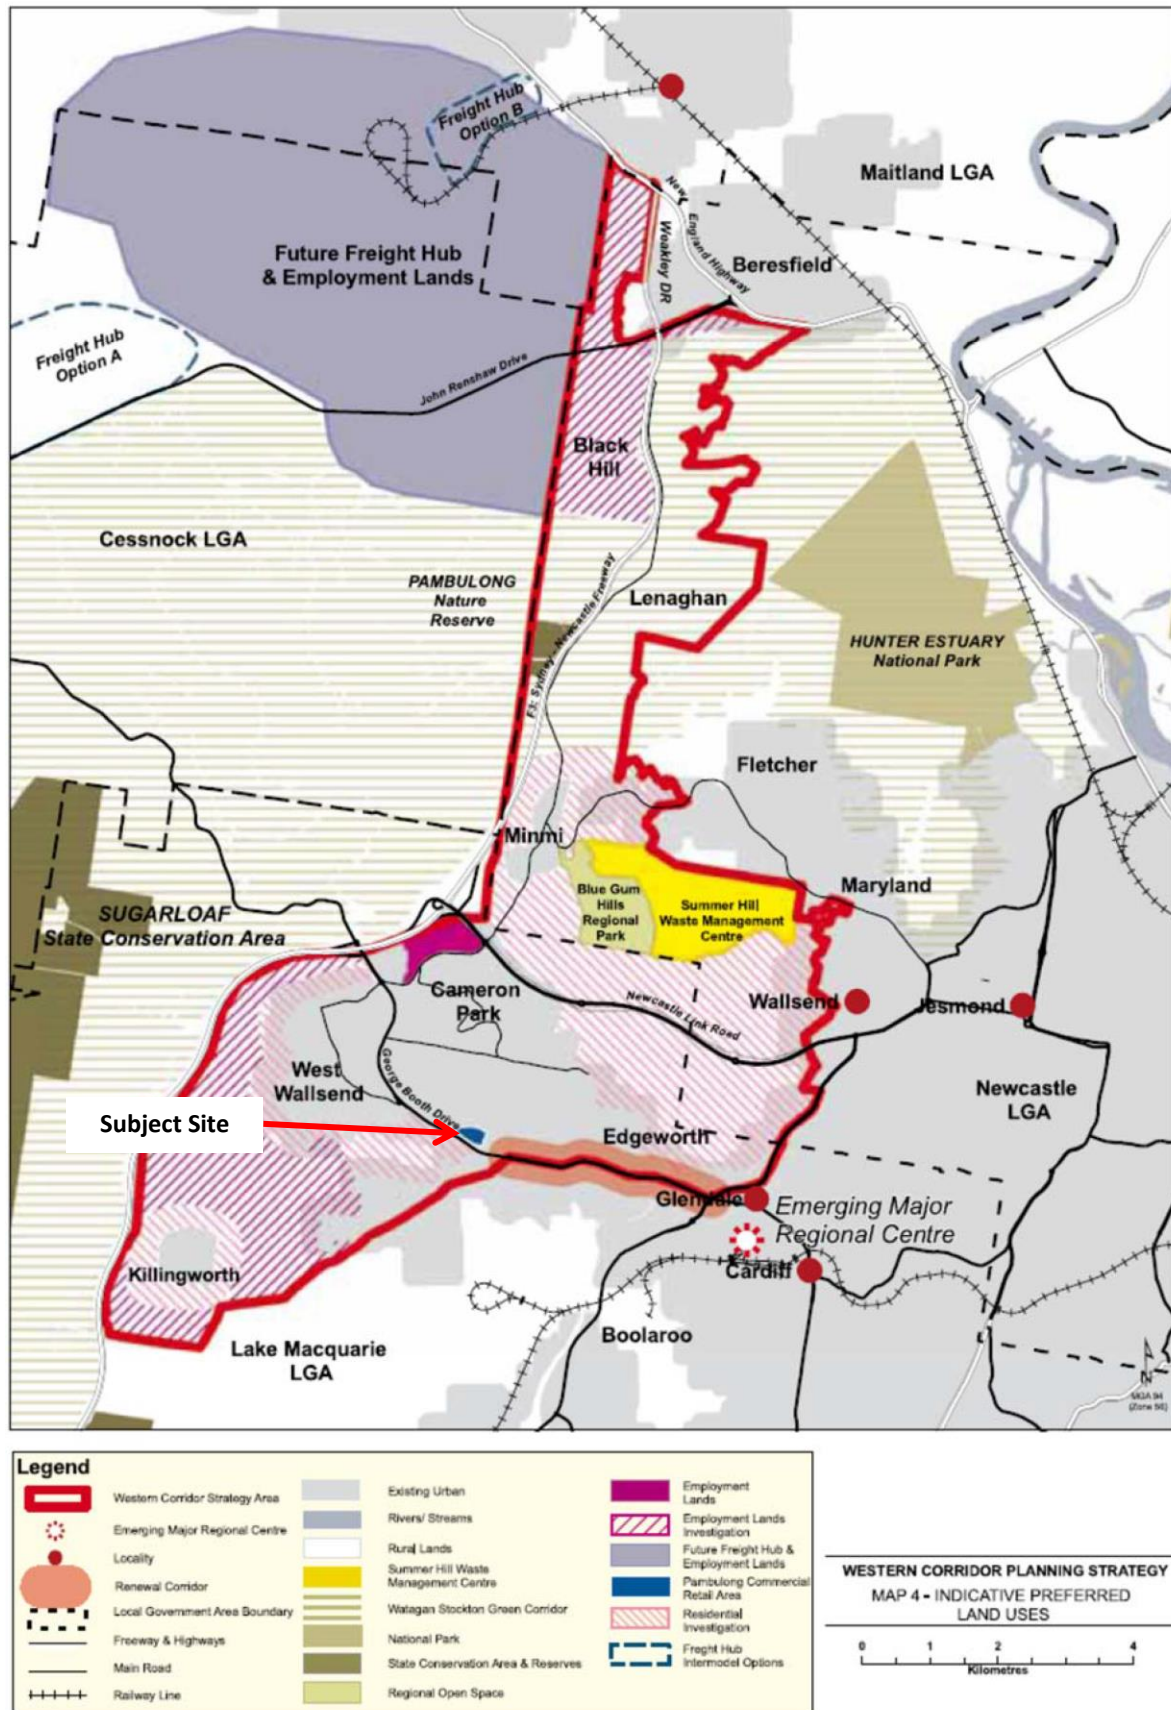 Freight Hub
Option B
Maitland LGA
New England Highway
Weakley DR
Beresfield
Future Freight Hub
& Employment Lands
Freight Hub
Option A
John Renshaw Drive
Black
Hill
Cessnock LGA
PAMBULONG
Nature
Reserve
F3: Sydney - Newcastle Freeway
Lenaghan
HUNTER ESTUARY
National Park
Fletcher
Minmi
Blue Gum
Hills
Regional
Park
Summer Hill
Waste Management
Centre
Maryland
SUGARLOAF
State Conservation Area
Cameron
Park
Newcastle Link Road
Wallsend
Jesmond
West
Wallsend
George Booth Drive
Newcastle
LGA
Subject Site
Edgeworth
Glendale
Emerging Major
Regional Centre
Cardiff
Killingworth
Boolaroo
Lake Macquarie
LGA
N
MGA 94
(Zone 56)
Legend
Western Corridor Strategy Area
Emerging Major Regional Centre
Locality
Renewal Corridor
Local Government Area Boundary
Freeway & Highways
Main Road
Railway Line
Existing Urban
Rivers/ Streams
Rural Lands
Summer Hill Waste
Management Centre
Watagan Stockton Green Corridor
National Park
State Conservation Area & Reserves
Regional Open Space
Employment
Lands
Employment Lands
Investigation
Future Freight Hub &
Employment Lands
Pambulong Commercial
Retail Area
Residential
Investigation
Freght Hub
Intermodel Options
WESTERN CORRIDOR PLANNING STRATEGY
MAP 4 - INDICATIVE PREFERRED
LAND USES
0 1 2 4
Kilometres